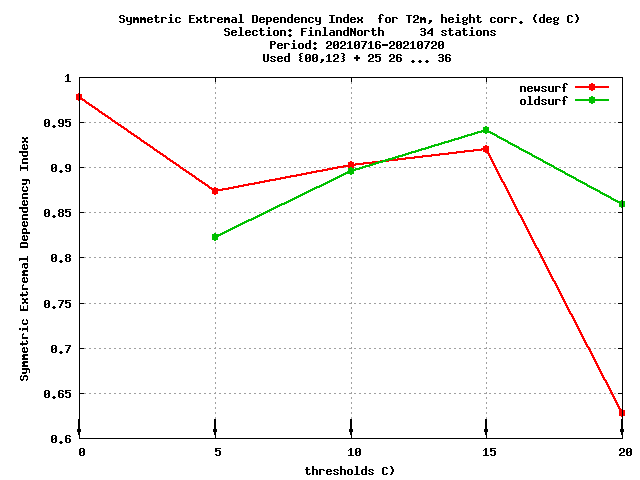 Symmetric Extremal Dependency Index  for T2m, height corr. (deg C)
Selection: FinlandNorth     34 stations
Period: 20210716-20210720
Used {00,12} + 25 26 ... 36
newsurf
oldsurf
Symmetric Extremal Dependency Index
1
0.95
0.9
0.85
0.8
0.75
0.7
0.65
0.6
0 5 10 15 20
thresholds C)